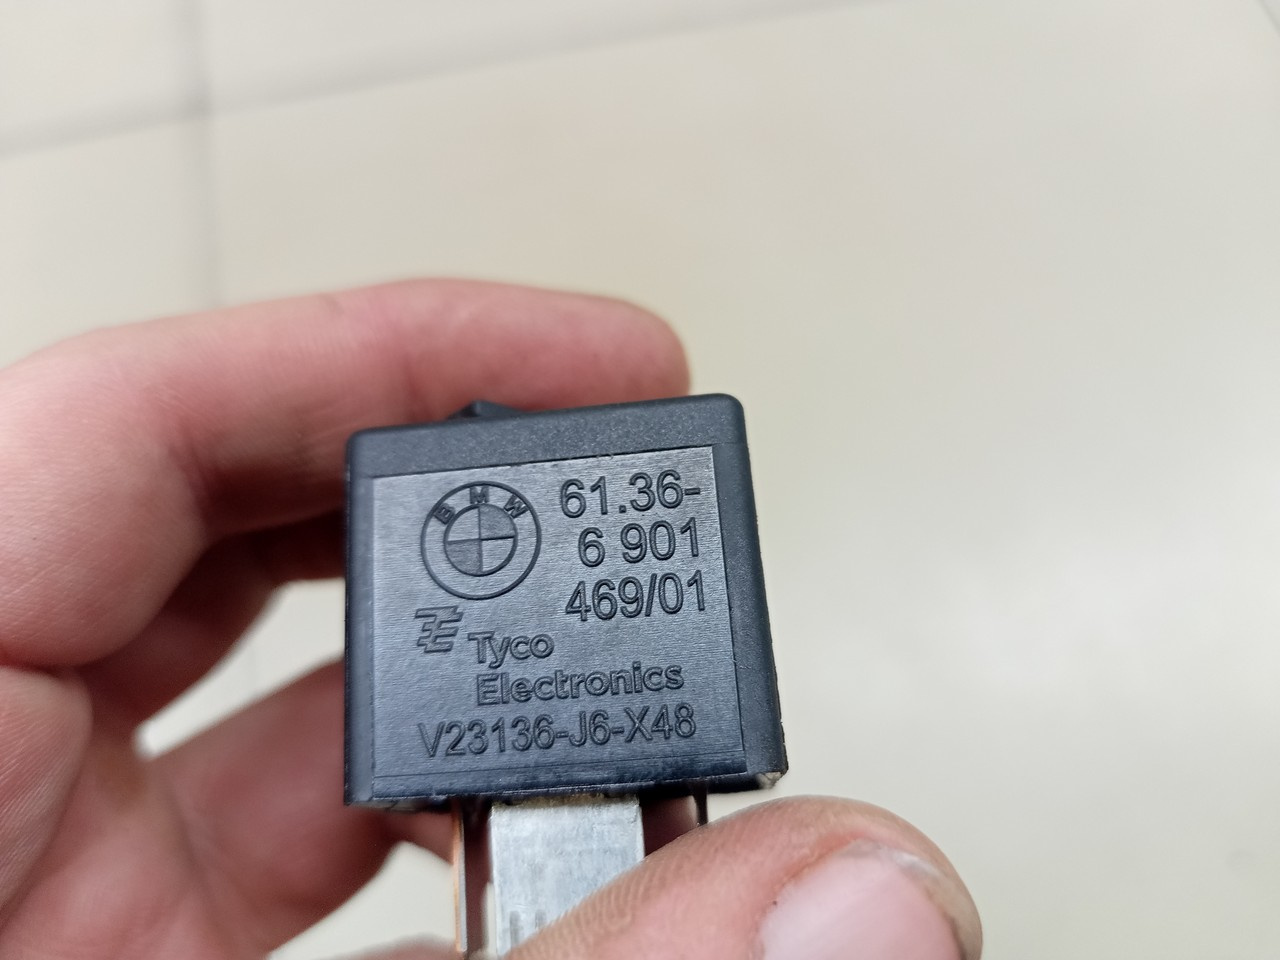 BMW
61.36-
6 901
469/01
Tyco
Electronics
V23136-J6-X48